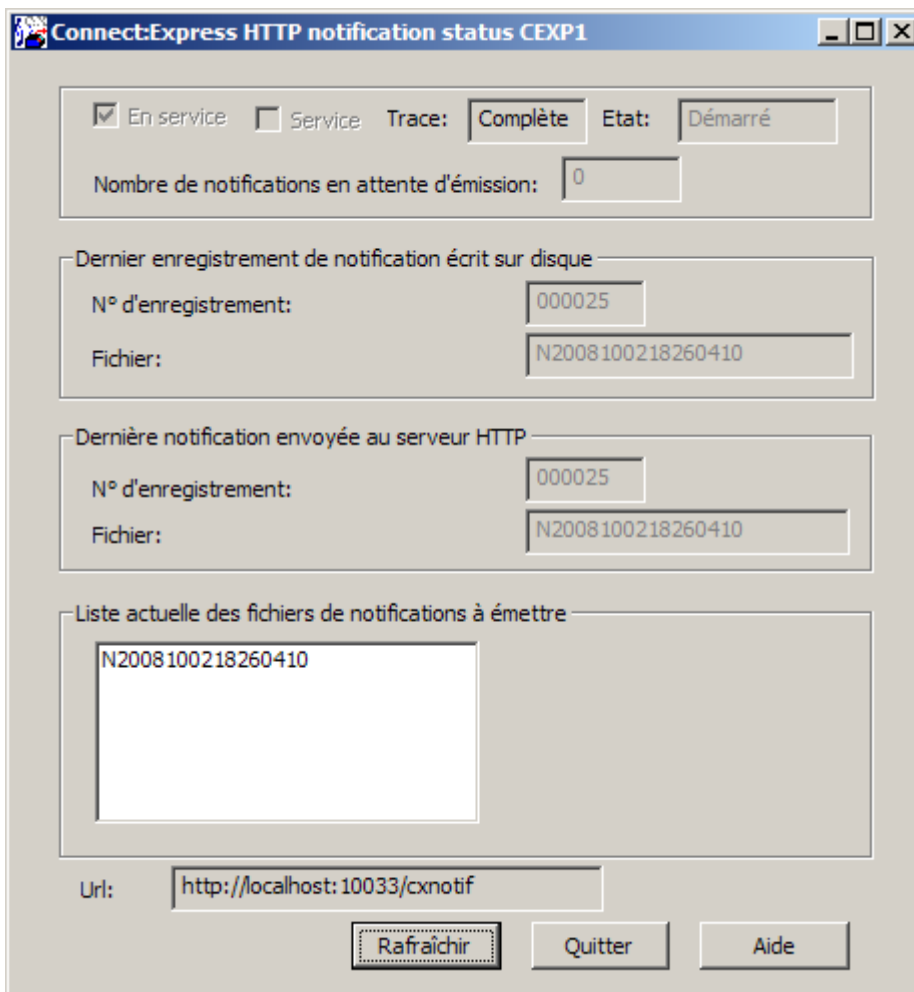 Connect:Express HTTP notification status CEXP1
En service Service Trace: Complète Etat: Démarré
Nombre de notifications en attente d'émission: 0
Dernier enregistrement de notification écrit sur disque
N° d'enregistrement: 000025
Fichier: N2008100218260410
Dernière notification envoyée au serveur HTTP
N° d'enregistrement: 000025
Fichier: N2008100218260410
Liste actuelle des fichiers de notifications à émettre
N2008100218260410
Url: http://localhost:10033/cxnotif
Rafraîchir Quitter Aide